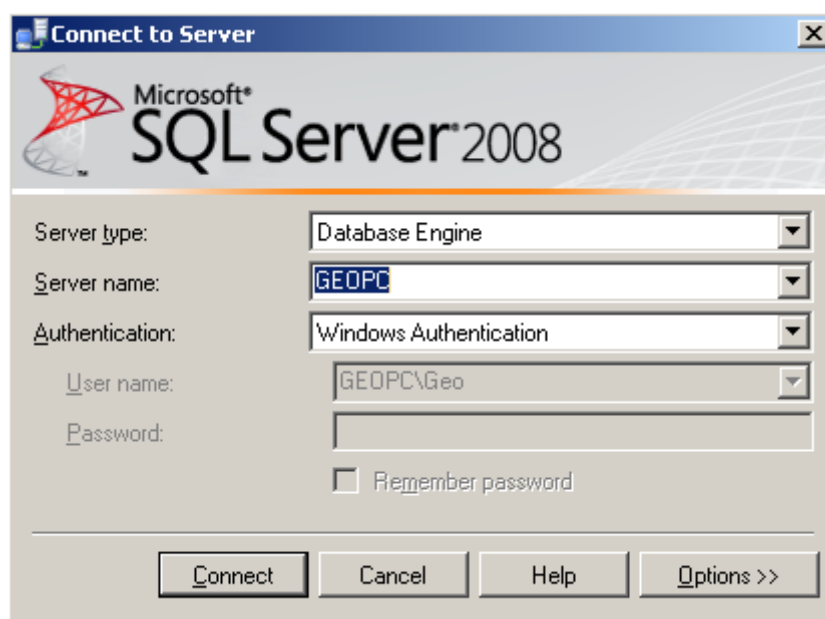 Connect to Server
Microsoft®
SQL Server® 2008
Server type:
Database Engine
Server name:
GEOPC
Authentication:
Windows Authentication
User name:
GEOPC\Geo
Password:
Remember password
Connect
Cancel
Help
Options >>